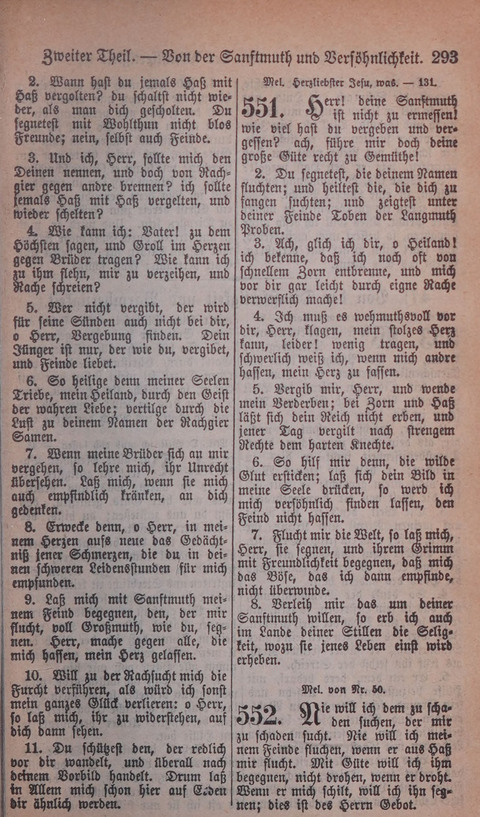 Zweiter Theil. — Von der Sanftmuth und Versöhnlichkeit. 293
2. Wann hast du jemals Haß mit
Haß vergolten? du schaltst nicht wie-
der, als man dich gescholten. Du
segnetest mit Wohlthun nicht blos
Freunde; nein, selbst auch Feinde.
3. Und ich, Herr, sollte mich den
Deinen nennen, und doch von Rach-
gier gegen andre brennen? ich sollte
jemals Haß mit Haß vergelten, und
wieder schelten?
4. Wie kann ich: Vater! zu dem
Höchsten sagen, und Groll im Herzen
gegen Brüder tragen? Wie kann ich
zu ihm flehn, mir zu verzeihen, und
Rache schreien?
5. Wer nicht vergibt, der wird
für seine Sünden auch nicht bei dir,
o Herr, Vergebung finden. Dein
Jünger ist nur, der wie du, vergibet,
und Feinde liebet.
6. So heilige denn meiner Seelen
Triebe, mein Heiland, durch den Geist
der wahren Liebe; vertilge durch die
Lust zu deinem Namen der Rachgier
Samen.
7. Wenn meine Brüder sich an mir
vergehen, so lehre mich, ihr Unrecht
übersehen. Laß mich, wenn sie mich
auch empfindlich kränken, an dich
gedenken.
8. Erwecke denn, o Herr, in mei-
nem Herzen aufs neue das Gedächt-
niß jener Schmerzen, die du in dei-
nen schweren Leidensstunden für mich
empfunden.
9. Laß mich mit Sanftmuth mei-
nem Feind begegnen, den, der mir
flucht, voll Großmuth, wie du, seg-
nen. Herr, mache gegen alle, die
mich hassen, mein Herz gelassen.
10. Will zu der Rachsucht mich die
Furcht verführen, als würd ich sonst
mein ganzes Glück verlieren: o Herr,
so laß mich, ihr zu widerstehen, auf
dich dann sehen.
11. Du schützest den, der redlich
vor dir wandelt, und überall nach
deinem Vorbild handelt. Drum laß
in Allem mich schon hier auf Erden
dir ähnlich werden.
Mel. Herzliebster Jesu, was. — 131.
551. Herr! deine Sanftmuth
ist nicht zu ermessen!
wie viel hast du vergeben und ver-
gessen? ach, führe mir doch deine
große Güte recht zu Gemüthe!
2. Du segnetest, die deinem Namen
fluchten; und heiltest die, die dich zu
fangen suchten; und zeigtest unter
deiner Feinde Toben der Langmuth
Proben.
3. Ach, glich ich dir, o Heiland!
ich bekenne, daß ich noch oft von
schnellem Zorn entbrenne, und mich
vor dir gar leicht durch eigne Rache
verwerflich mache!
4. Ich muß es wehmuthsvoll vor
dir, Herr, klagen, mein stolzes Herz
kann, leider! wenig tragen, und
schwerlich weiß ich, wenn mich andre
hassen, mein Herz zu fassen.
5. Vergib mir, Herr, und wende
mein Verderben; bei Zorn und Haß
läßt sich dein Reich nicht erben, und
jener Tag vergilt nach strengem
Rechte dem harten Knechte.
6. So hilf mir denn, die wilde
Glut ersticken; laß sich dein Bild in
meine Seele drücken, so werd ich
mich versöhnlich finden lassen, den
Feind nicht hassen.
7. Flucht mir die Welt, so laß mich,
Herr, sie segnen, und ihrem Grimm
mit Freundlichkeit begegnen, daß mich
das Böse, das ich dann empfinde,
nicht überwinde.
8. Verleih mir das um deiner
Sanftmuth willen, so erb ich auch
im Lande deiner Stillen die Selig-
keit, wozu sie jenes Leben einst wird
erheben.
Mel. von Nr. 50.
552. Nie will ich dem zu scha-
den suchen, der mir
zu schaden sucht. Nie will ich mei-
nem Feinde fluchen, wenn er aus Haß
mir flucht. Mit Güte will ich ihm
begegnen, nicht drohen, wenn er droht.
Wenn er mich schilt, will ich ihn seg-
nen; dies ist des Herrn Gebot.